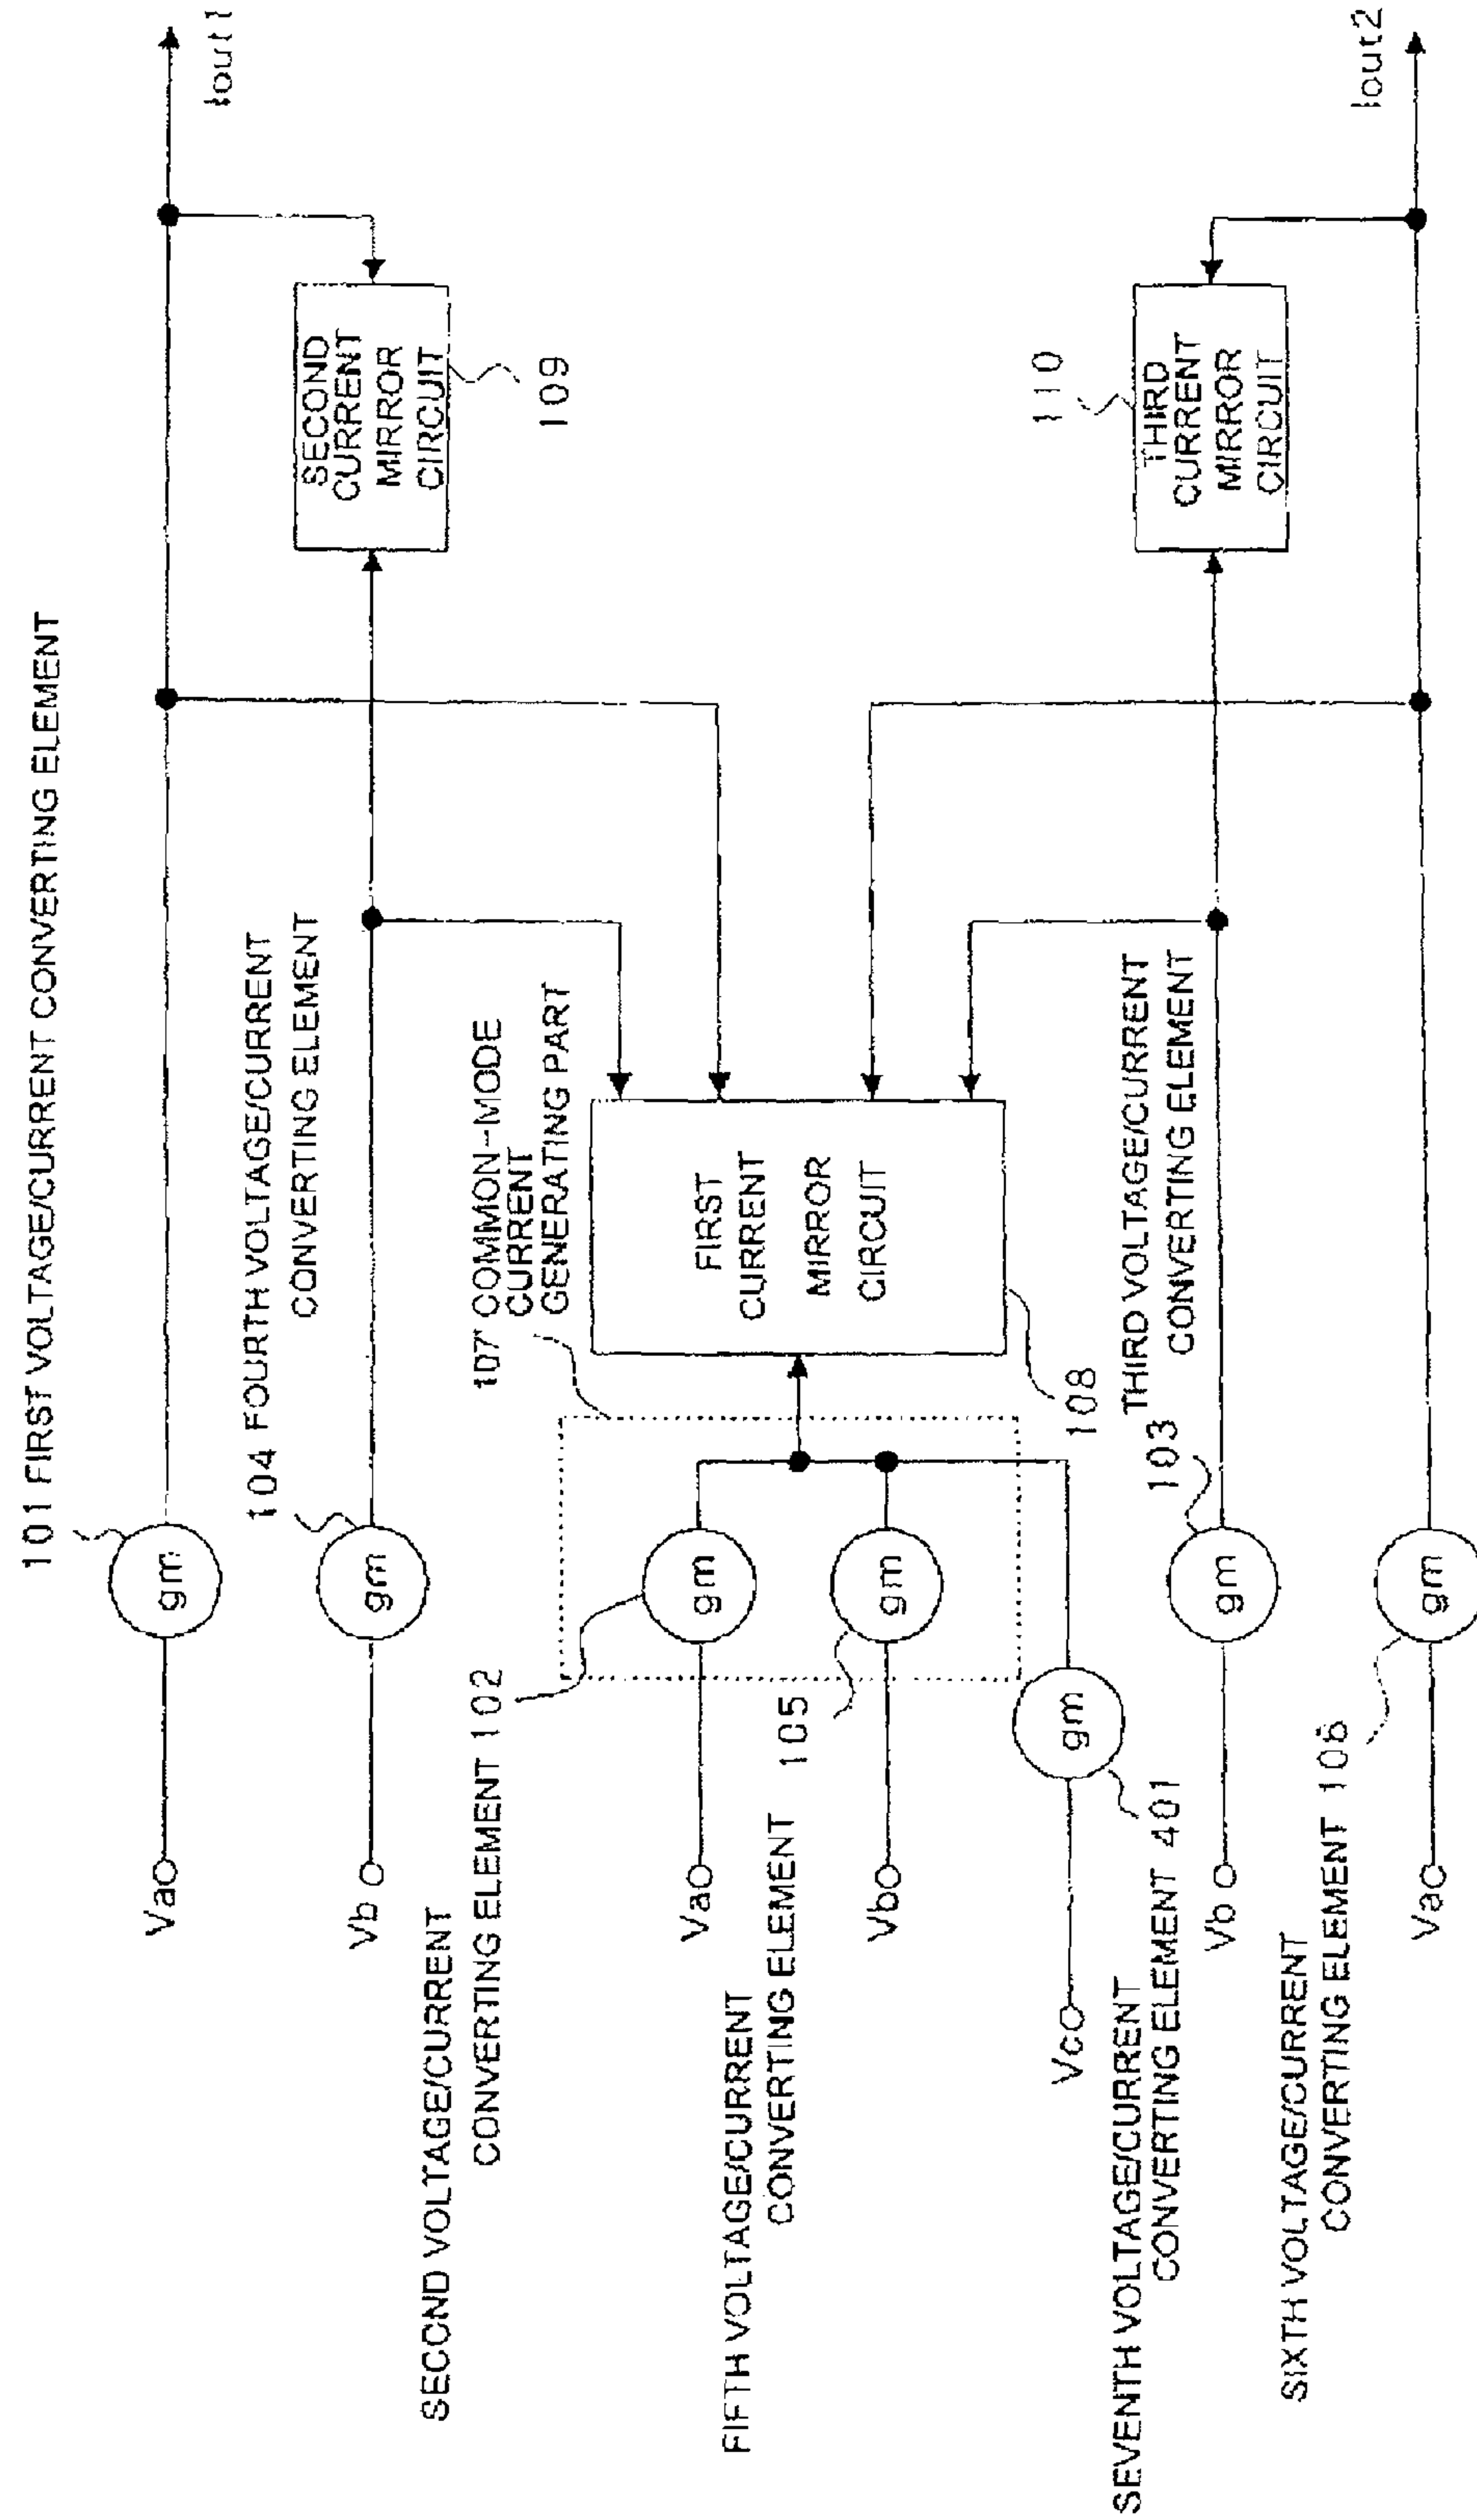 101 FIRST VOLTAGE/CURRENT CONVERTING ELEMENT
Va
gm
Iout1
104 FOURTH VOLTAGE/CURRENT
CONVERTING ELEMENT
Vb
gm
SECOND
CURRENT
MIRROR
CIRCUIT
109
SECOND VOLTAGE/CURRENT
CONVERTING ELEMENT 102
107' COMMON-MODE
CURRENT
GENERATING PART
Va
gm
FIRST
CURRENT
MIRROR
CIRCUIT
108
FIFTH VOLTAGE/CURRENT
CONVERTING ELEMENT 105
Vb
gm
Vc
gm
SEVENTH VOLTAGE/CURRENT
CONVERTING ELEMENT 401
THIRD VOLTAGE/CURRENT
CONVERTING ELEMENT
103
Vb
gm
110
THIRD
CURRENT
MIRROR
CIRCUIT
SIXTH VOLTAGE/CURRENT
CONVERTING ELEMENT 106
Va
gm
Iout2